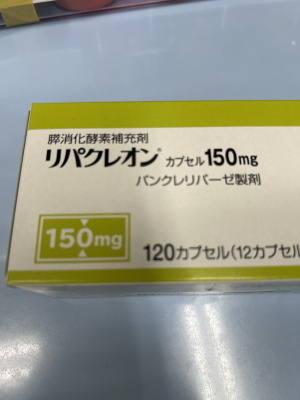 膵消化酵素補充剤
リパクレオン® カプセル150mg
パンクレリパーゼ製剤
150mg
120カプセル(12カプセル